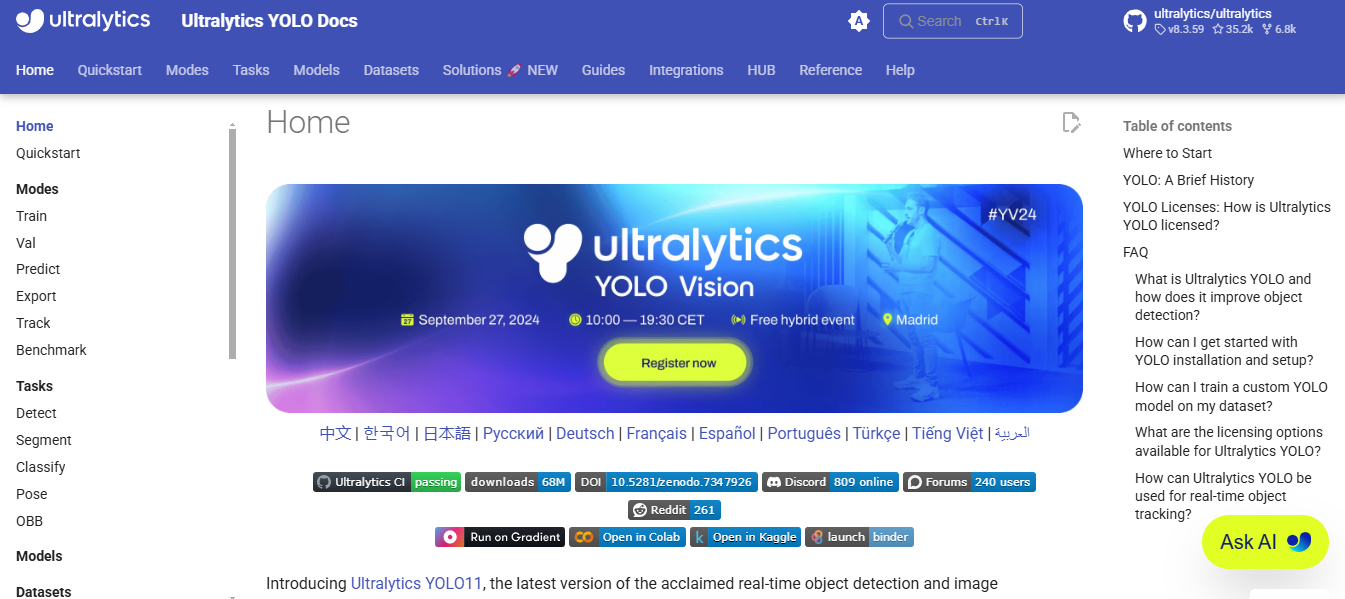 ultralytics Ultralytics YOLO Docs A Search Ctrl K ultralytics/ultralytics
v8.3.59 35.2k 6.8k
Home Quickstart Modes Tasks Models Datasets Solutions 🚀 NEW Guides Integrations HUB Reference Help
Home
Quickstart
Modes
Train
Val
Predict
Export
Track
Benchmark
Tasks
Detect
Segment
Classify
Pose
OBB
Models
Datasets
Home
#YV24
ultralytics
YOLO Vision
September 27, 2024 10:00 — 19:30 CET Free hybrid event Madrid
Register now
中文 | 한국어 | 日本語 | Русский | Deutsch | Français | Español | Português | Türkçe | Tiếng Việt | العربية
Ultralytics CI passing downloads 68M DOI 10.5281/zenodo.7347926 Discord 809 online Forums 240 users
Reddit 261
Run on Gradient Open in Colab k Open in Kaggle launch binder
Introducing Ultralytics YOLO11, the latest version of the acclaimed real-time object detection and image
Table of contents
Where to Start
YOLO: A Brief History
YOLO Licenses: How is Ultralytics
YOLO licensed?
FAQ
What is Ultralytics YOLO and
how does it improve object
detection?
How can I get started with
YOLO installation and setup?
How can I train a custom YOLO
model on my dataset?
What are the licensing options
available for Ultralytics YOLO?
How can Ultralytics YOLO be
used for real-time object
tracking?
Ask AI